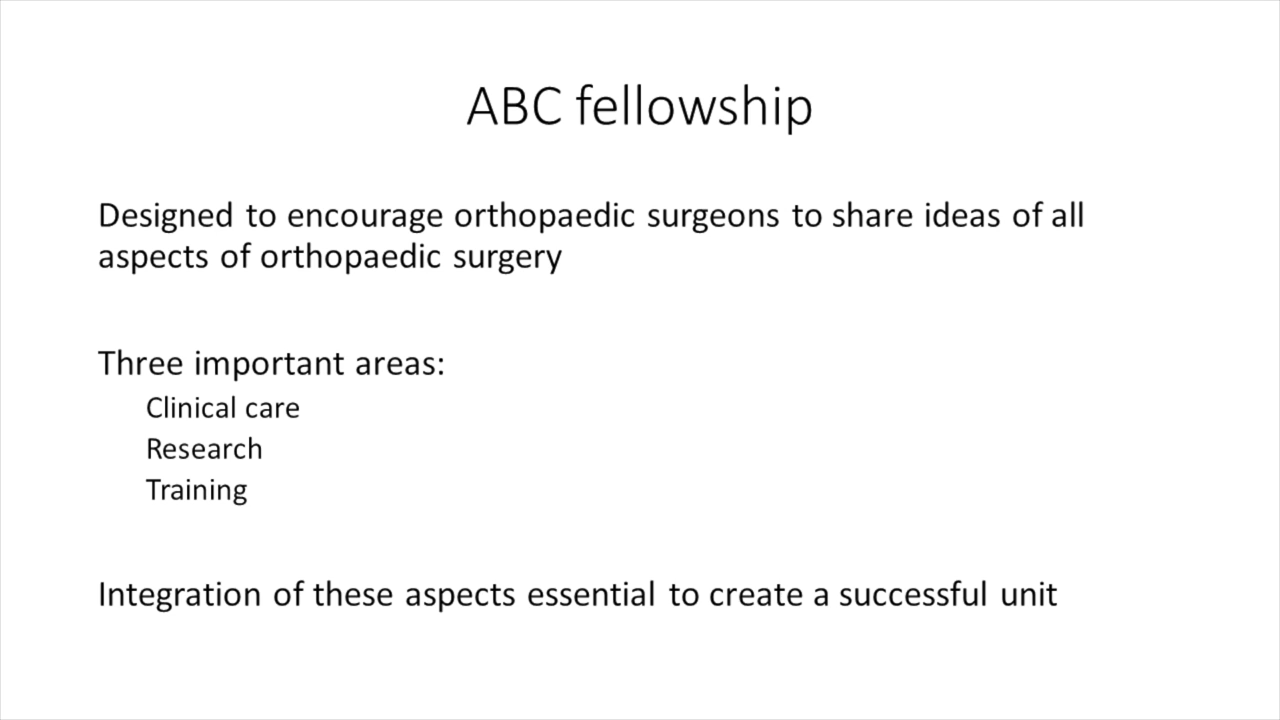 ABC fellowship
Designed to encourage orthopaedic surgeons to share ideas of all
aspects of orthopaedic surgery
Three important areas:
Clinical care
Research
Training
Integration of these aspects essential to create a successful unit